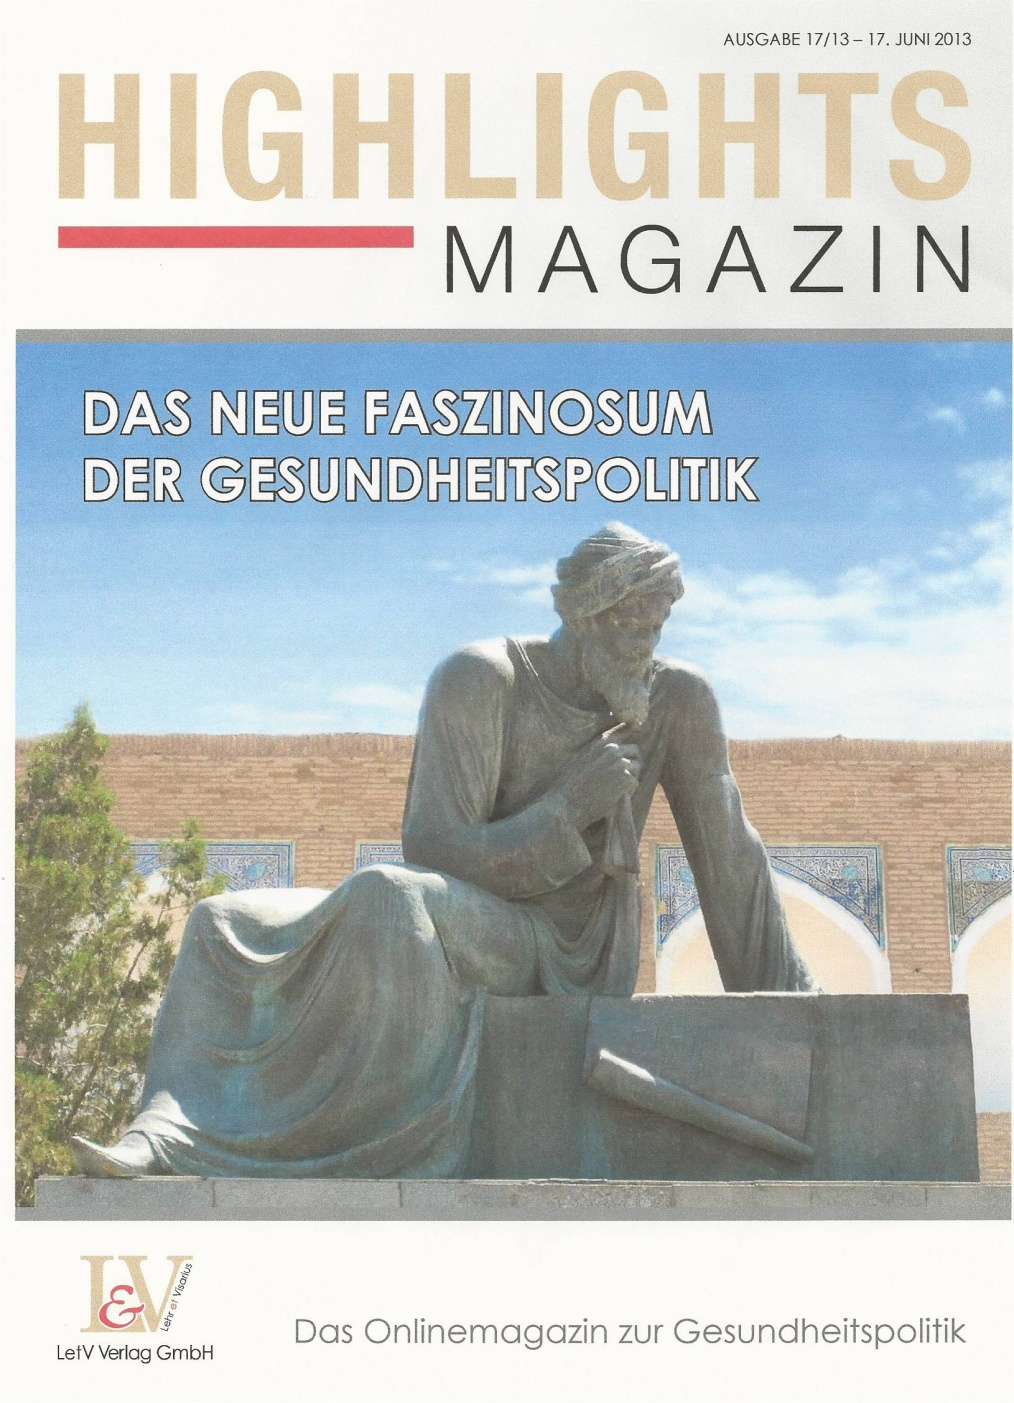 AUSGABE 17/13 – 17. JUNI 2013
HIGHLIGHTS
MAGAZIN
DAS NEUE FASZINOSUM
DER GESUNDHEITSPOLITIK
L&V
Lehr et Visarius
LetV Verlag GmbH
Das Onlinemagazin zur Gesundheitspolitik